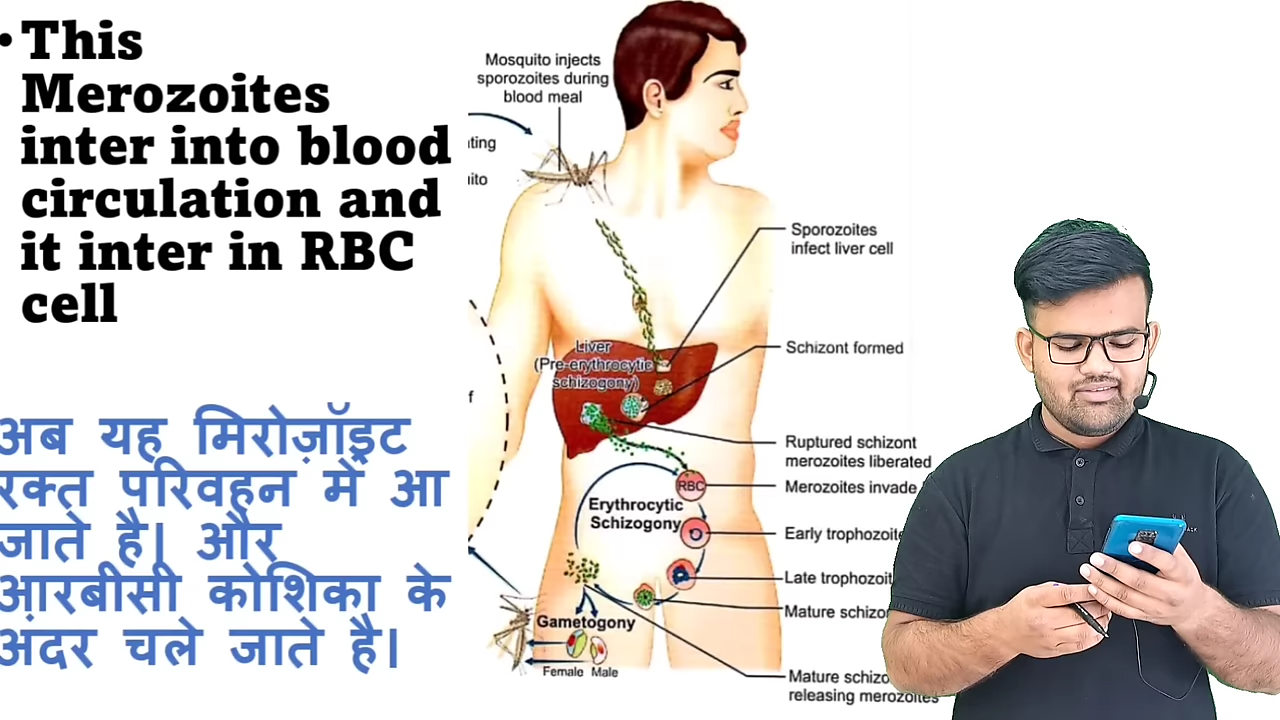 • This
Merozoites
inter into blood
circulation and
it inter in RBC
cell
अब यह मिरोज़ॉइट
रक्त परिवहन में आ
जाते है। और
आरबीसी कोशिका के
अंदर चले जाते है।
Mosquito injects
sporozoites during
blood meal
Sporozoites
infect liver cell
Liver
(Pre-erythrocytic
schizogony)
Schizont formed
Ruptured schizont
merozoites liberated
RBC
Merozoites invade
Erythrocytic
Schizogony
Early trophozoite
Late trophozoit
Mature schizo
Gametogony
Female Male
Mature schizo
releasing merozoites